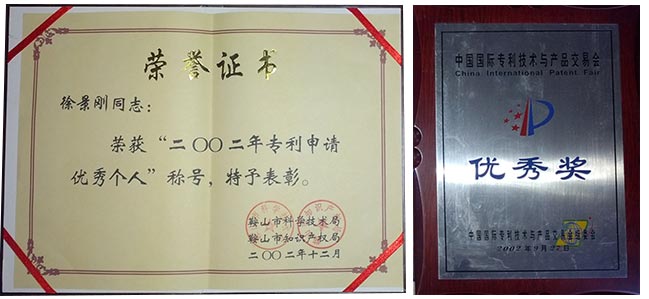 荣誉证书
徐景刚同志：
荣获“二〇〇二年专利申请
优秀个人”称号，特予表彰。
鞍山市科学技术局
鞍山市知识产权局
二〇〇二年十二月
中国国际专利技术与产品交易会
China International Patent Fair
优秀奖
中国国际专利技术与产品交易会组委会
2002年9月27日